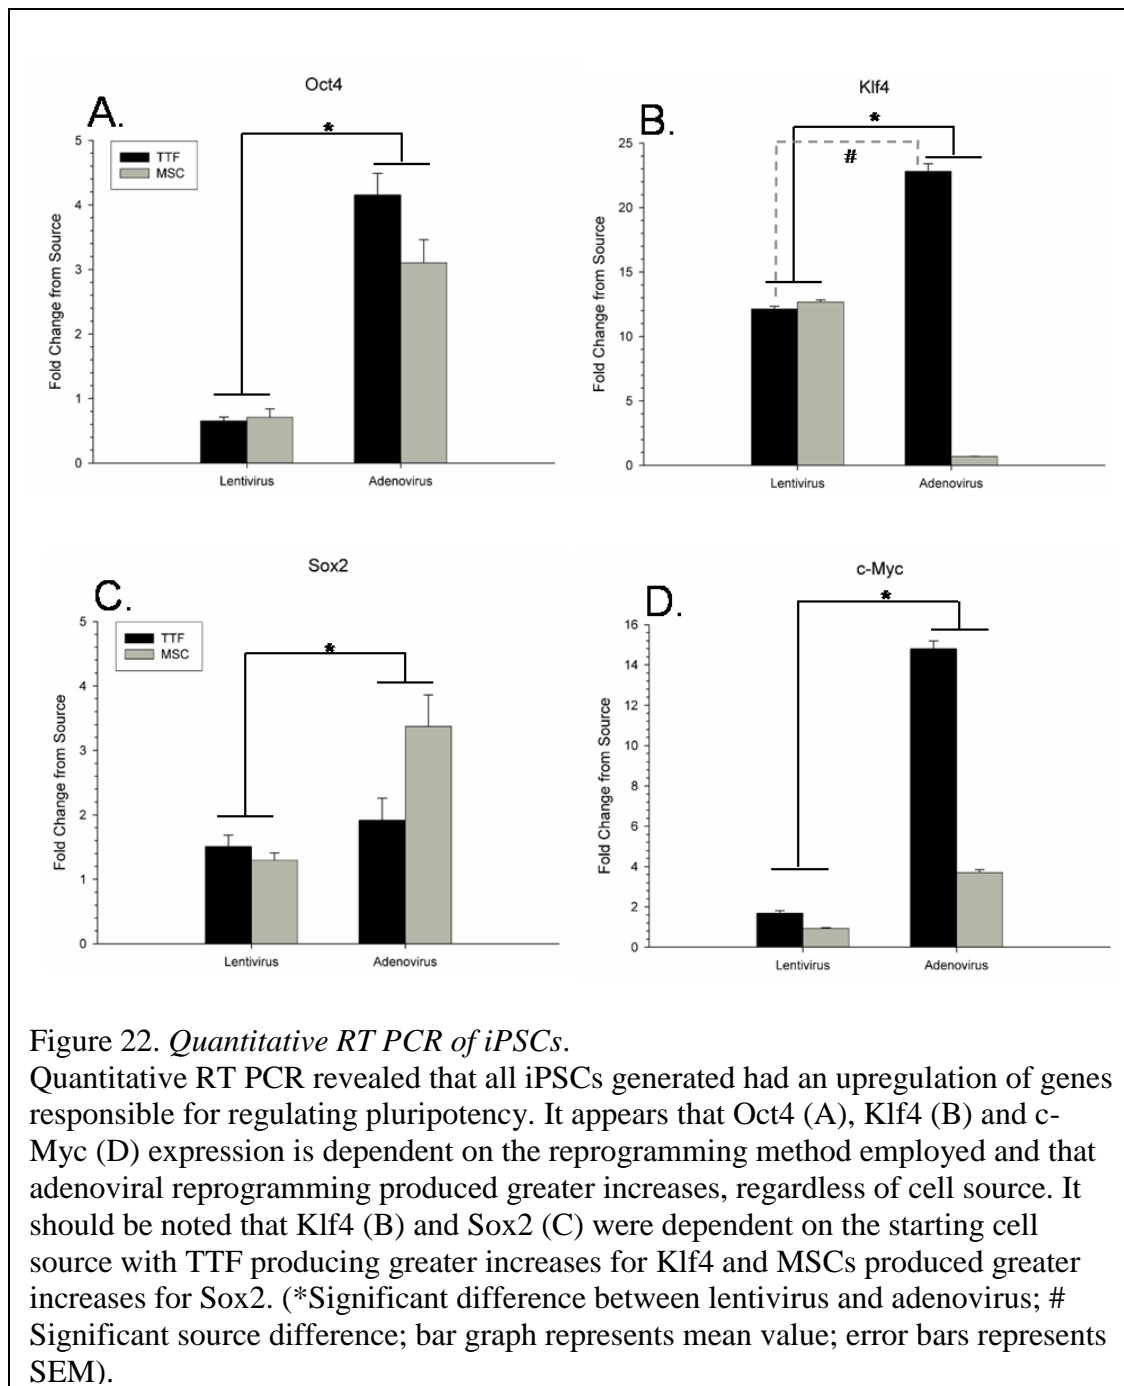 Oct4
A.
*
5
4
3
2
1
0
TTF
MSC
Fold Change from Source
Lentivirus
Adenovirus
Klf4
B.
*
#
25
20
15
10
5
0
Fold Change from Source
Lentivirus
Adenovirus
Sox2
C.
*
5
4
3
2
1
0
TTF
MSC
Fold Change from Source
Lentivirus
Adenovirus
c-Myc
D.
*
16
14
12
10
8
6
4
2
0
Fold Change from Source
Lentivirus
Adenovirus
Figure 22. Quantitative RT PCR of iPSCs.
Quantitative RT PCR revealed that all iPSCs generated had an upregulation of genes
responsible for regulating pluripotency. It appears that Oct4 (A), Klf4 (B) and c-
Myc (D) expression is dependent on the reprogramming method employed and that
adenoviral reprogramming produced greater increases, regardless of cell source. It
should be noted that Klf4 (B) and Sox2 (C) were dependent on the starting cell
source with TTF producing greater increases for Klf4 and MSCs produced greater
increases for Sox2. (*Significant difference between lentivirus and adenovirus; #
Significant source difference; bar graph represents mean value; error bars represents
SEM).